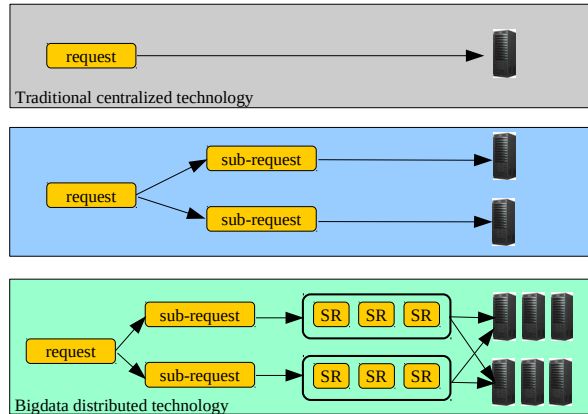 request
Traditional centralized technology
sub-request
request
sub-request
sub-request
SR SR SR
request
sub-request
SR SR SR
Bigdata distributed technology